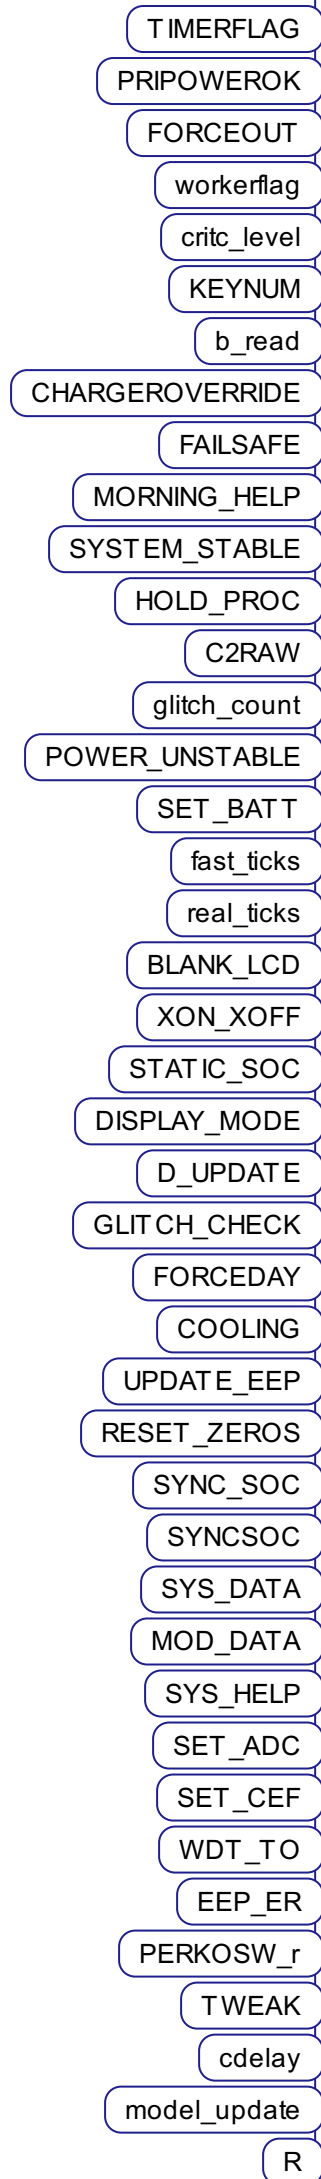 TIMERFLAG
PRIPOWEROK
FORCEOUT
workerflag
critc_level
KEYNUM
b_read
CHARGEROVERRIDE
FAILSAFE
MORNING_HELP
SYSTEM_STABLE
HOLD_PROC
C2RAW
glitch_count
POWER_UNSTABLE
SET_BATT
fast_ticks
real_ticks
BLANK_LCD
XON_XOFF
STATIC_SOC
DISPLAY_MODE
D_UPDATE
GLITCH_CHECK
FORCEDAY
COOLING
UPDATE_EEP
RESET_ZEROS
SYNC_SOC
SYNCSOC
SYS_DATA
MOD_DATA
SYS_HELP
SET_ADC
SET_CEF
WDT_TO
EEP_ER
PERKOSW_r
TWEAK
cdelay
model_update
R